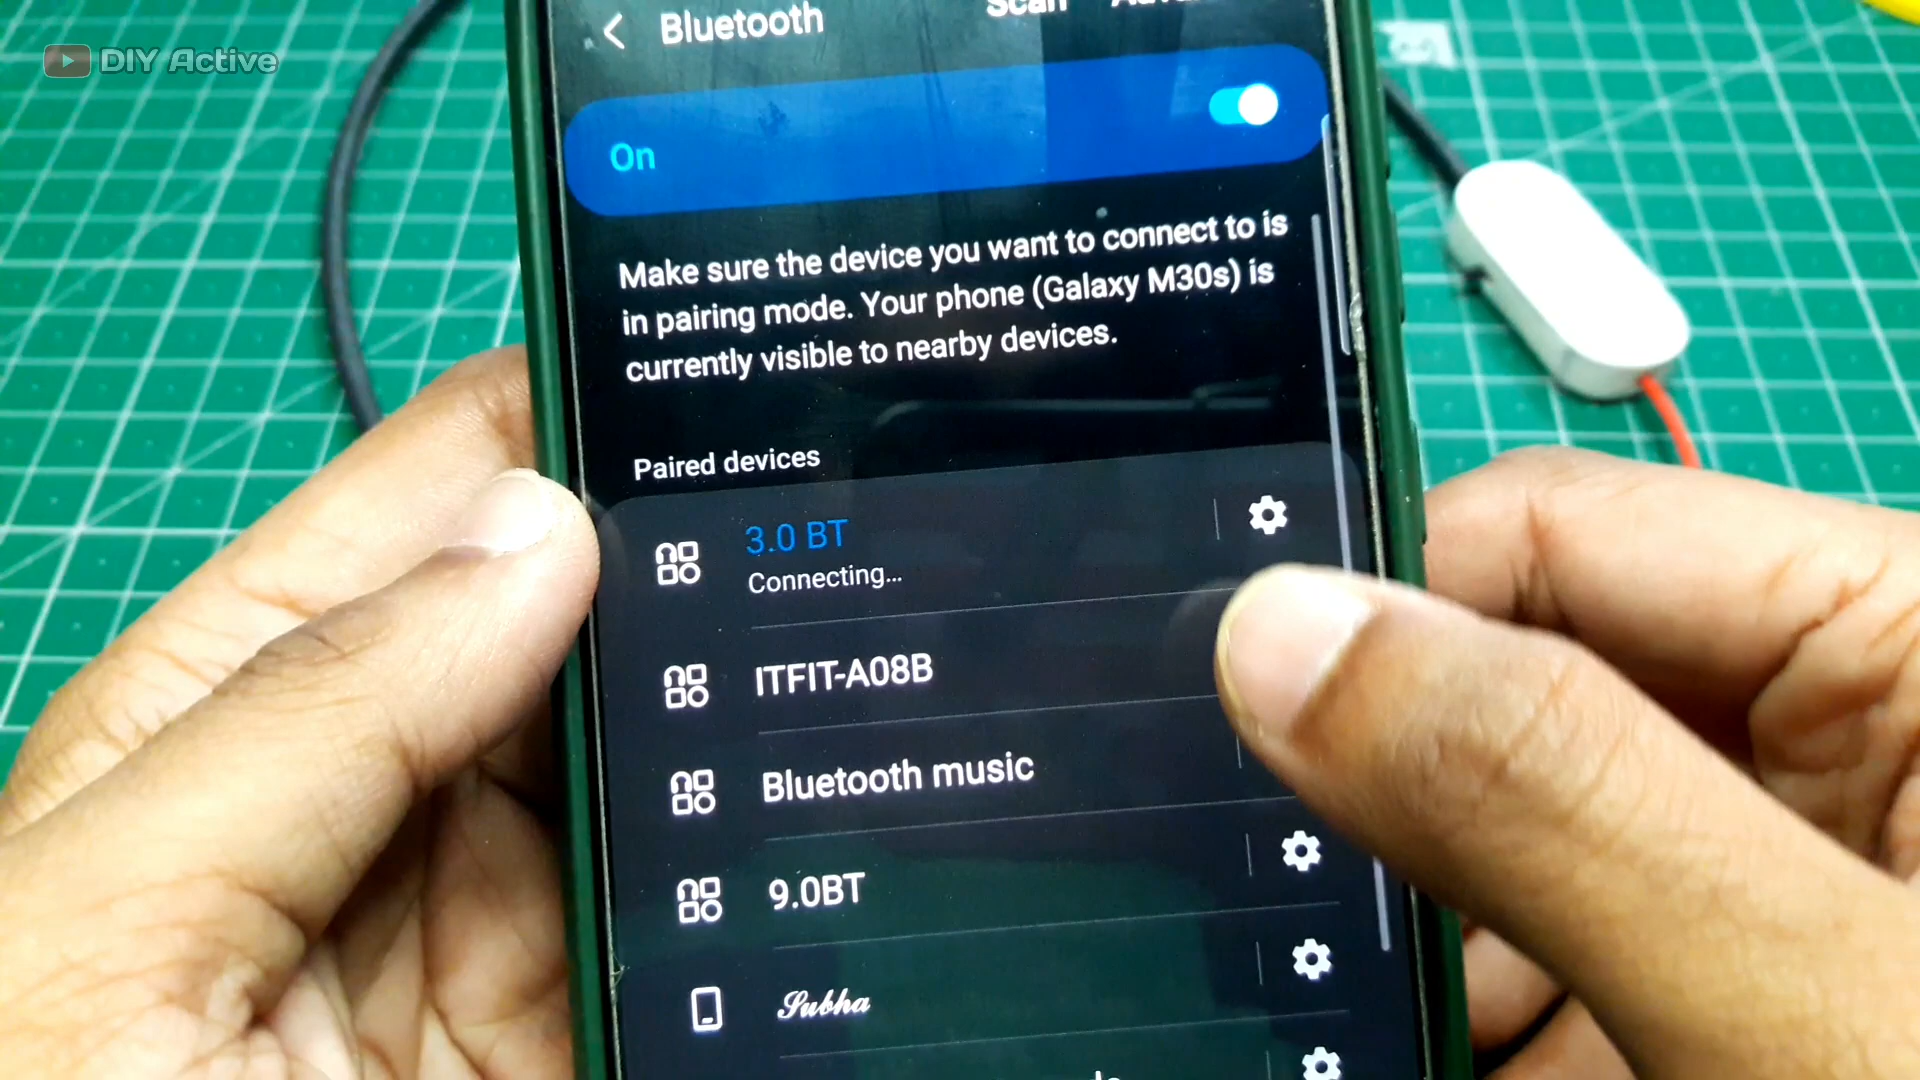 DIY Active
Bluetooth
Scan
On
Make sure the device you want to connect to is
in pairing mode. Your phone (Galaxy M30s) is
currently visible to nearby devices.
Paired devices
3.0 BT
Connecting...
ITFIT-A08B
Bluetooth music
9.0BT
Subha